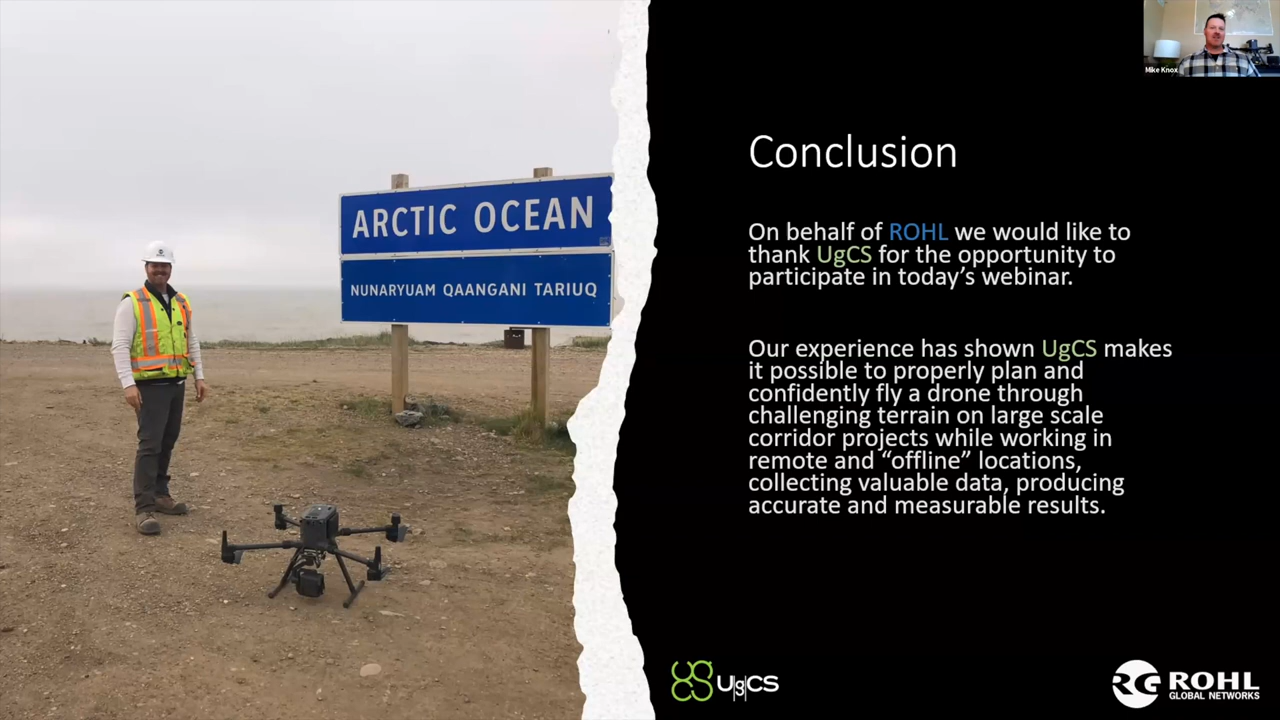 Mike Knox
ARCTIC OCEAN
NUNARYUAM QAANGANI TARIUQ
Conclusion
On behalf of ROHL we would like to
thank UgCS for the opportunity to
participate in today’s webinar.
Our experience has shown UgCS makes
it possible to properly plan and
confidently fly a drone through
challenging terrain on large scale
corridor projects while working in
remote and “offline” locations,
collecting valuable data, producing
accurate and measurable results.
UgCS
RG ROHL
GLOBAL NETWORKS